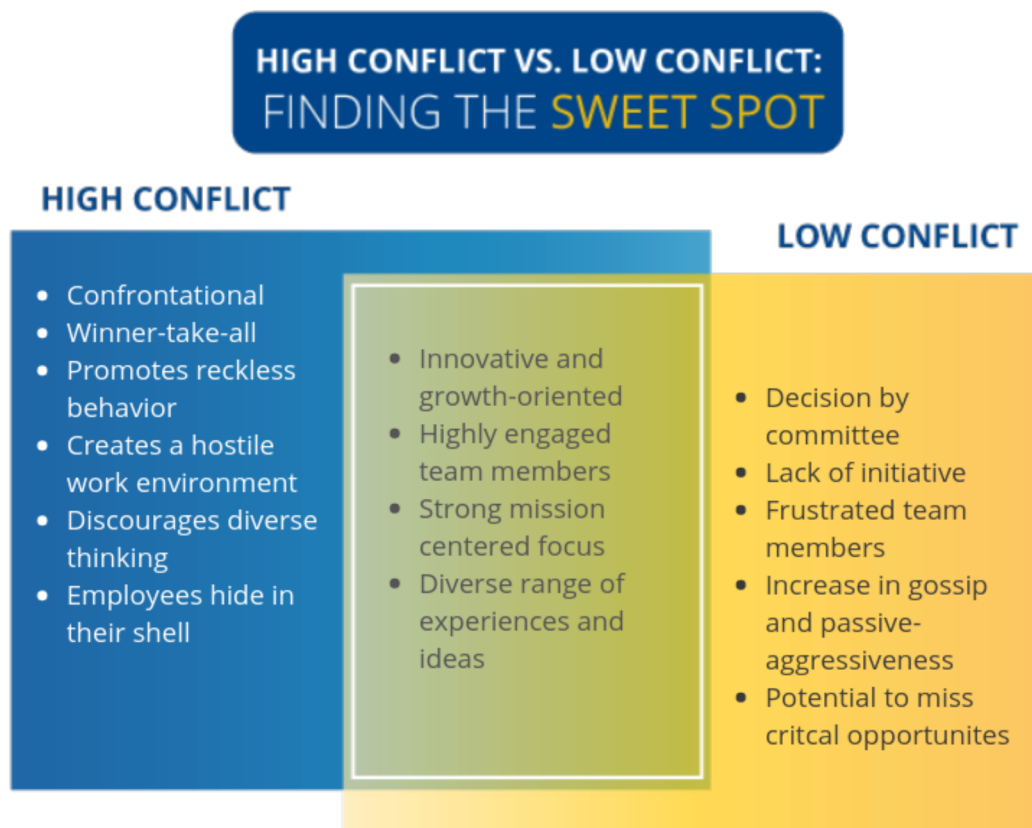 HIGH CONFLICT VS. LOW CONFLICT:
FINDING THE SWEET SPOT
HIGH CONFLICT
• Confrontational
• Winner-take-all
• Promotes reckless
behavior
• Creates a hostile
work environment
• Discourages diverse
thinking
• Employees hide in
their shell
• Innovative and
growth-oriented
• Highly engaged
team members
• Strong mission
centered focus
• Diverse range of
experiences and
ideas
LOW CONFLICT
• Decision by
committee
• Lack of initiative
• Frustrated team
members
• Increase in gossip
and passive-
aggressiveness
• Potential to miss
critcal opportunites